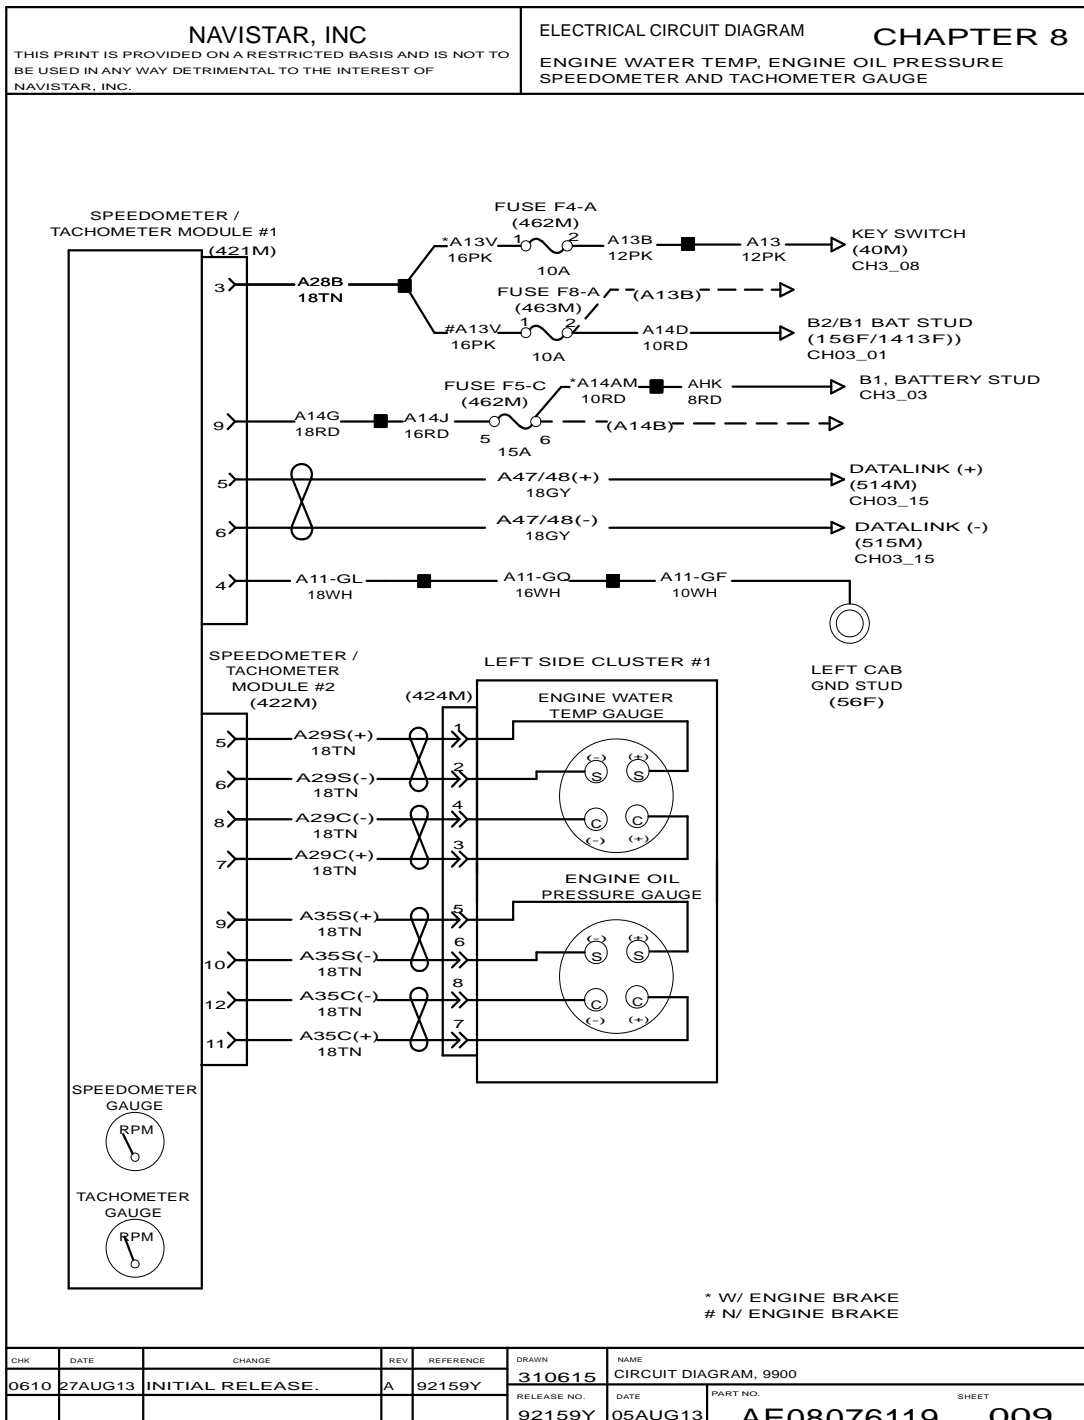 NAVISTAR, INC
THIS PRINT IS PROVIDED ON A RESTRICTED BASIS AND IS NOT TO
BE USED IN ANY WAY DETRIMENTAL TO THE INTEREST OF
NAVISTAR, INC.
ELECTRICAL CIRCUIT DIAGRAM
CHAPTER 8
ENGINE WATER TEMP, ENGINE OIL PRESSURE
SPEEDOMETER AND TACHOMETER GAUGE
SPEEDOMETER /
TACHOMETER MODULE #1
(421M)
FUSE F4-A
(462M)
*A13V
16PK
1
2
10A
A13B
12PK
A13
12PK
KEY SWITCH
(40M)
CH3_08
3
A28B
18TN
FUSE F8-A
(463M)
(A13B)
#A13V
16PK
1
2
10A
A14D
10RD
B2/B1 BAT STUD
(156F/1413F))
CH03_01
FUSE F5-C
(462M)
*A14AM
10RD
AHK
8RD
B1, BATTERY STUD
CH3_03
9
A14G
18RD
A14J
16RD
5
6
15A
(A14B)
5
A47/48(+)
18GY
DATALINK (+)
(514M)
CH03_15
6
A47/48(-)
18GY
DATALINK (-)
(515M)
CH03_15
4
A11-GL
18WH
A11-GO
16WH
A11-GF
10WH
LEFT CAB
GND STUD
(56F)
SPEEDOMETER /
TACHOMETER
MODULE #2
(422M)
(424M)
LEFT SIDE CLUSTER #1
ENGINE WATER
TEMP GAUGE
5
A29S(+)
18TN
1
6
A29S(-)
18TN
2
(-)
(+)
S
S
8
A29C(-)
18TN
4
C
C
(-)
(+)
7
A29C(+)
18TN
3
ENGINE OIL
PRESSURE GAUGE
9
A35S(+)
18TN
5
10
A35S(-)
18TN
6
(-)
(+)
S
S
12
A35C(-)
18TN
8
C
C
(-)
(+)
11
A35C(+)
18TN
7
SPEEDOMETER
GAUGE
RPM
TACHOMETER
GAUGE
RPM
* W/ ENGINE BRAKE
# N/ ENGINE BRAKE
CHK
DATE
CHANGE
REV
REFERENCE
0610
27AUG13
INITIAL RELEASE.
A
92159Y
DRAWN
310615
NAME
CIRCUIT DIAGRAM, 9900
RELEASE NO.
92159Y
DATE
05AUG13
PART NO.
AE08076119
SHEET
009